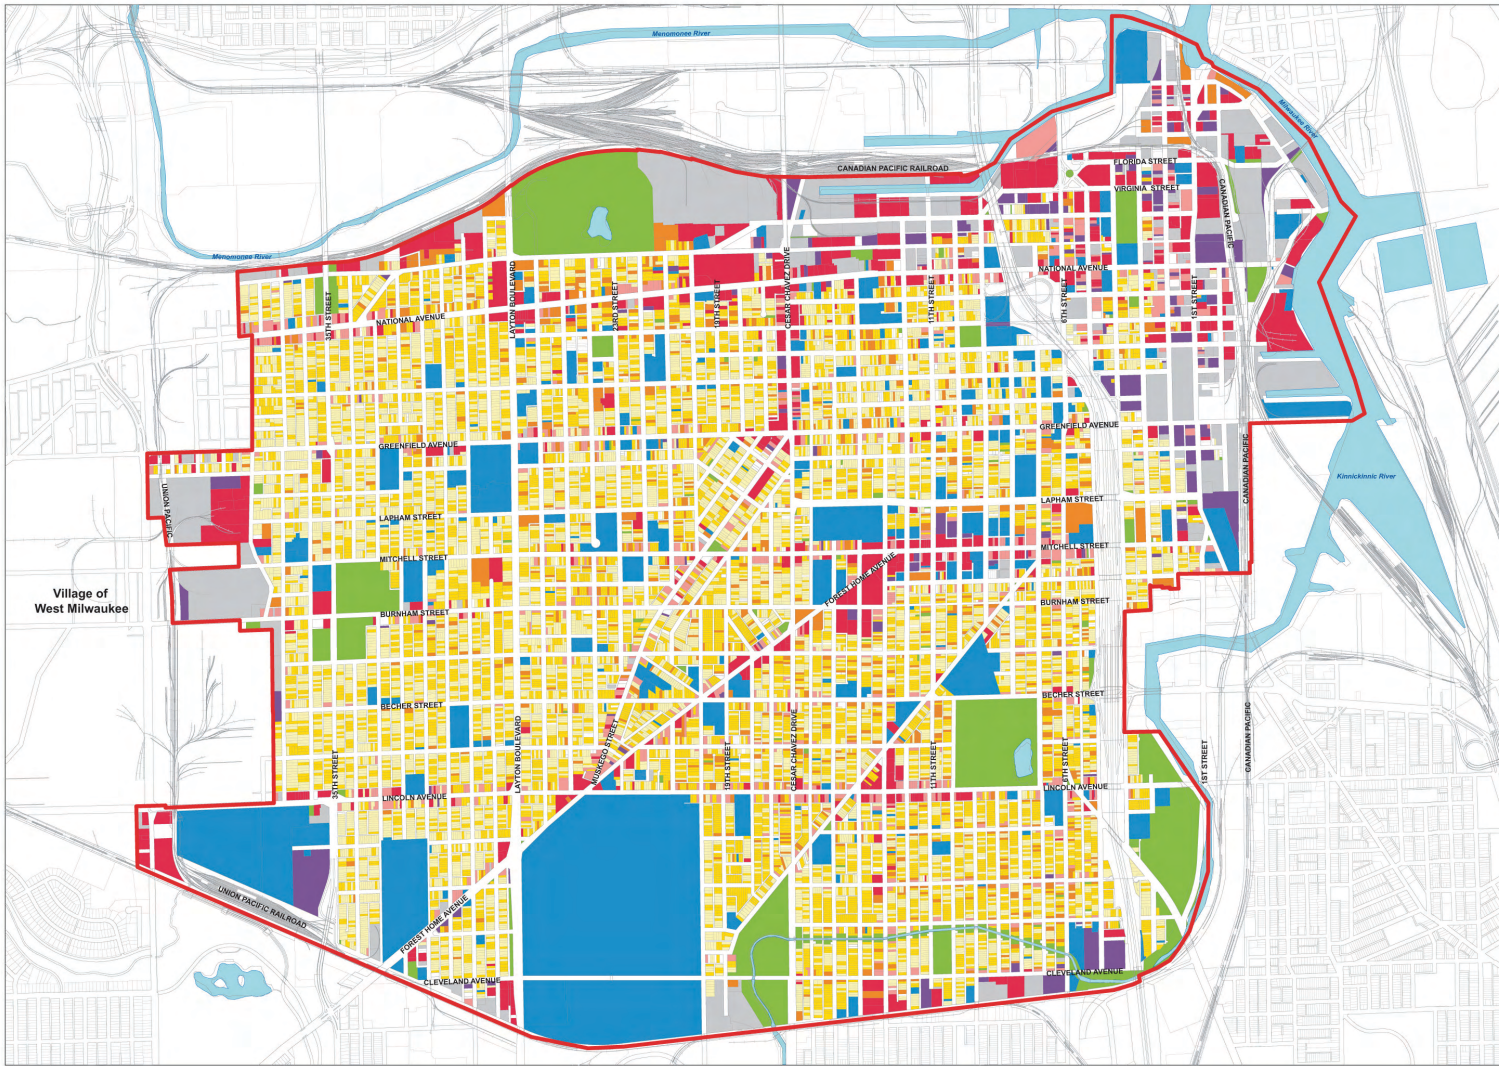 Menomonee River
Milwaukee River
CANADIAN PACIFIC RAILROAD
FLORIDA STREET
VIRGINIA STREET
CANADIAN PACIFIC
Menomonee River
NATIONAL AVENUE
LAYTON BOULEVARD
35TH STREET
23RD STREET
19TH STREET
CESAR CHAVEZ DRIVE
11TH STREET
6TH STREET
1ST STREET
NATIONAL AVENUE
GREENFIELD AVENUE
GREENFIELD AVENUE
UNION PACIFIC
CANADIAN PACIFIC
Kinnickinnic River
LAPHAM STREET
LAPHAM STREET
MITCHELL STREET
MITCHELL STREET
FOREST HOME AVENUE
Village of
West Milwaukee
BURNHAM STREET
BURNHAM STREET
BECHER STREET
BECHER STREET
35TH STREET
LAYTON BOULEVARD
MUSKEGO STREET
19TH STREET
CESAR CHAVEZ DRIVE
11TH STREET
6TH STREET
1ST STREET
CANADIAN PACIFIC
LINCOLN AVENUE
LINCOLN AVENUE
UNION PACIFIC RAILROAD
FOREST HOME AVENUE
CLEVELAND AVENUE
CLEVELAND AVENUE